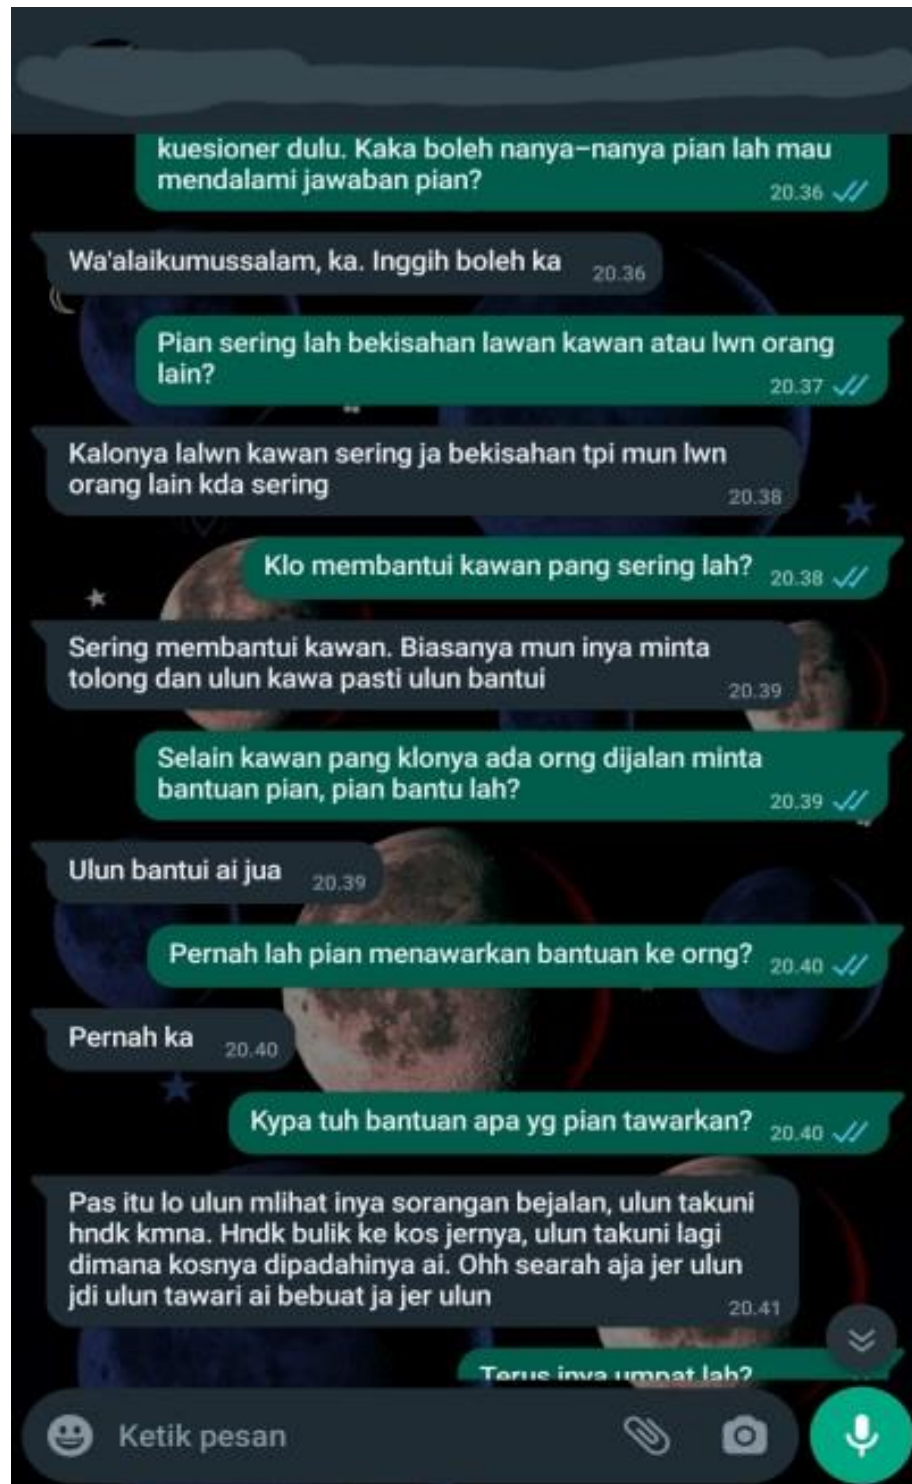 kuesioner dulu. Kaka boleh nanya-nanya pian lah mau
mendalami jawaban pian?
20.36
Wa'alaikumussalam, ka. Inggih boleh ka
20.36
Pian sering lah bekisahan lawan kawan atau lwn orang
lain?
20.37
Kalonya lalwn kawan sering ja bekisahan tpi mun lwn
orang lain kda sering
20.38
Klo membantui kawan pang sering lah?
20.38
Sering membantui kawan. Biasanya mun inya minta
tolong dan ulun kawa pasti ulun bantui
20.39
Selain kawan pang klonya ada orng dijalan minta
bantuan pian, pian bantu lah?
20.39
Ulun bantui ai jua
20.39
Pernah lah pian menawarkan bantuan ke orng?
20.40
Pernah ka
20.40
Kypa tuh bantuan apa yg pian tawarkan?
20.40
Pas itu lo ulun mlihat inya sorangan bejalan, ulun takuni
hndk kmna. Hndk bulik ke kos jernya, ulun takuni lagi
dimana kosnya dipadahinya ai. Ohh searah aja jer ulun
jdi ulun tawari ai bebuat ja jer ulun
20.41
Terus inya umpat lah?
Ketik pesan